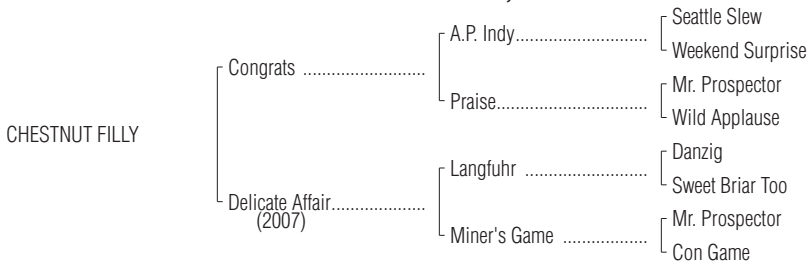 Seattle Slew
A.P. Indy..............................
Weekend Surprise
Congrats ...........................
Mr. Prospector
Praise..................................
Wild Applause
CHESTNUT FILLY
Danzig
Langfuhr ...........................
Sweet Briar Too
Delicate Affair.....................
(2007)
Mr. Prospector
Miner's Game ...................
Con Game